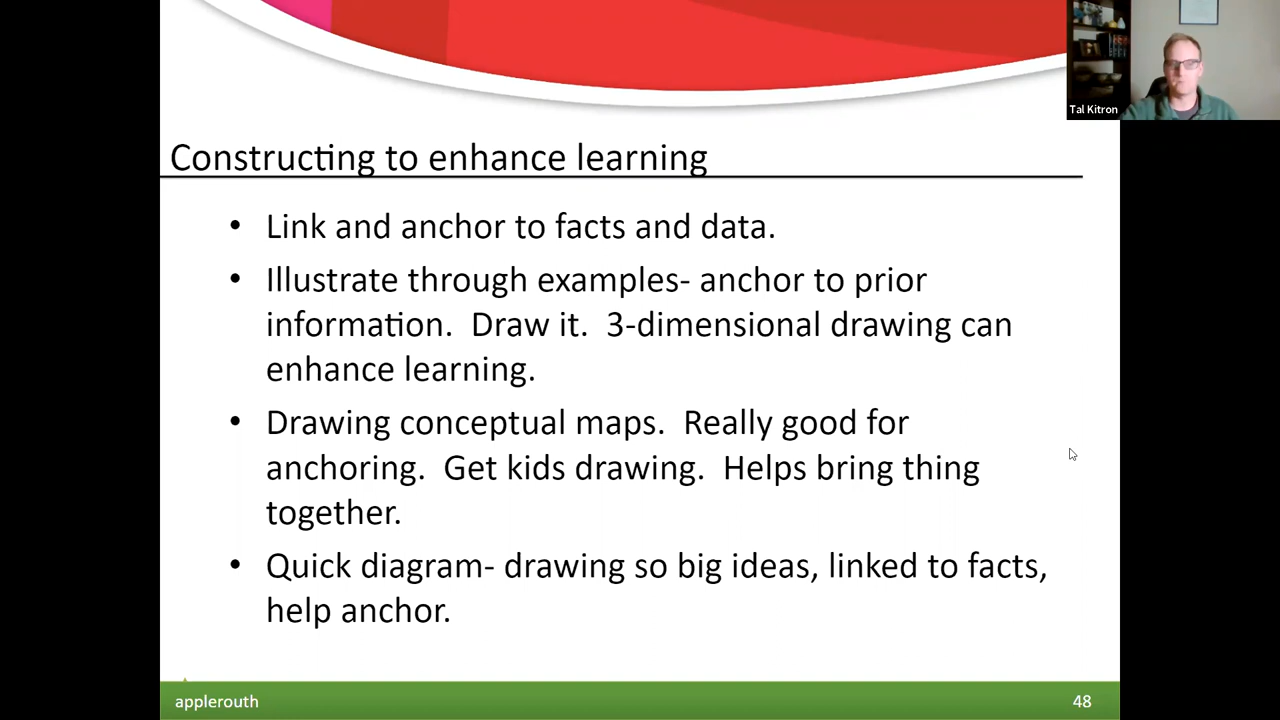 Tal Kitron
Constructing to enhance learning
• Link and anchor to facts and data.
• Illustrate through examples- anchor to prior
information.  Draw it.  3-dimensional drawing can
enhance learning.
• Drawing conceptual maps.  Really good for
anchoring.  Get kids drawing.  Helps bring thing
together.
• Quick diagram- drawing so big ideas, linked to facts,
help anchor.
applerouth
48